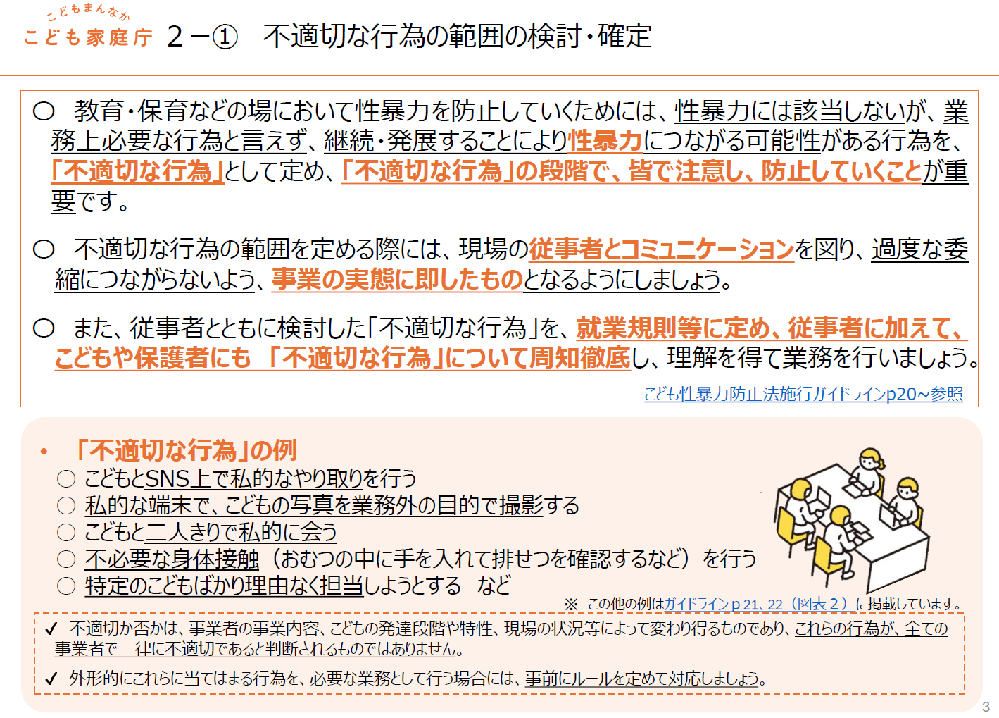 こどもまんなか
こども家庭庁
２－①　不適切な行為の範囲の検討・確定
〇　教育・保育などの場において性暴力を防止していくためには、性暴力には該当しないが、業
務上必要な行為と言えず、継続・発展することにより性暴力につながる可能性がある行為を、
「不適切な行為」として定め、「不適切な行為」の段階で、皆で注意し、防止していくことが重
要です。
〇　不適切な行為の範囲を定める際には、現場の従事者とコミュニケーションを図り、過度な委
縮につながらないよう、事業の実態に即したものとなるようにしましょう。
〇　また、従事者とともに検討した「不適切な行為」を、就業規則等に定め、従事者に加えて、
こどもや保護者にも　「不適切な行為」について周知徹底し、理解を得て業務を行いましょう。
こども性暴力防止法施行ガイドラインp20~参照
• 「不適切な行為」の例
〇 こどもとSNS上で私的なやり取りを行う
〇 私的な端末で、こどもの写真を業務外の目的で撮影する
〇 こどもと二人きりで私的に会う
〇 不必要な身体接触（おむつの中に手を入れて排せつを確認するなど）を行う
〇 特定のこどもばかり理由なく担当しようとする　など
※　この他の例はガイドラインｐ21、22（図表２）に掲載しています。
✓ 不適切か否かは、事業者の事業内容、こどもの発達段階や特性、現場の状況等によって変わり得るものであり、これらの行為が、全ての
事業者で一律に不適切であると判断されるものではありません。
✓ 外形的にこれらに当てはまる行為を、必要な業務として行う場合には、事前にルールを定めて対応しましょう。
3